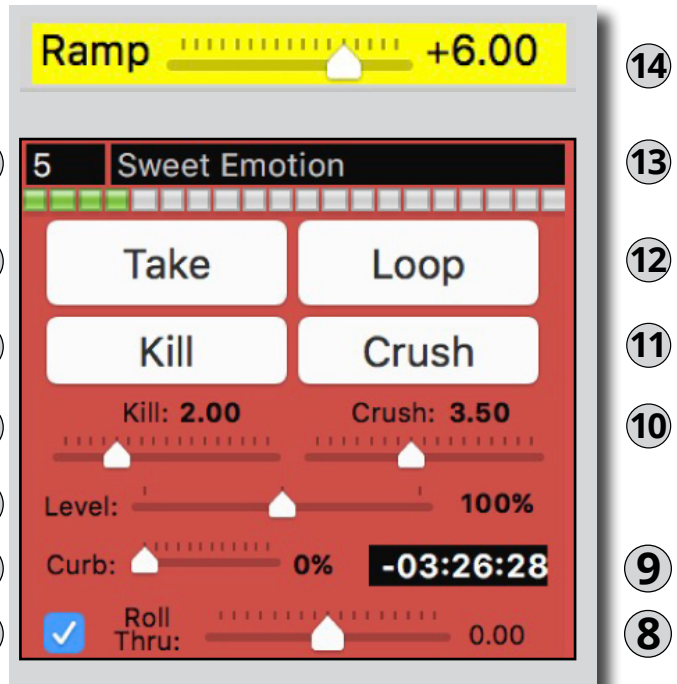 Ramp +6.00
14
5 Sweet Emotion
13
Take Loop
12
Kill Crush
11
Kill: 2.00 Crush: 3.50
10
Level: 100%
Curb: 0% -03:26:28
9
Roll
Thru: 0.00
8